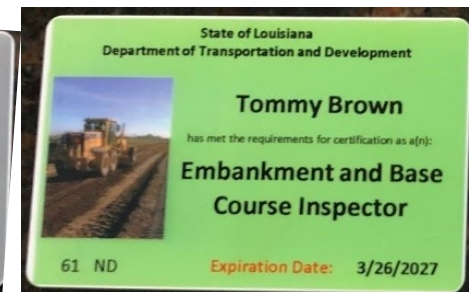 State of Louisiana
Department of Transportation and Development
Tommy Brown
has met the requirements for certification as a(n):
Embankment and Base
Course Inspector
61 ND
Expiration Date: 3/26/2027